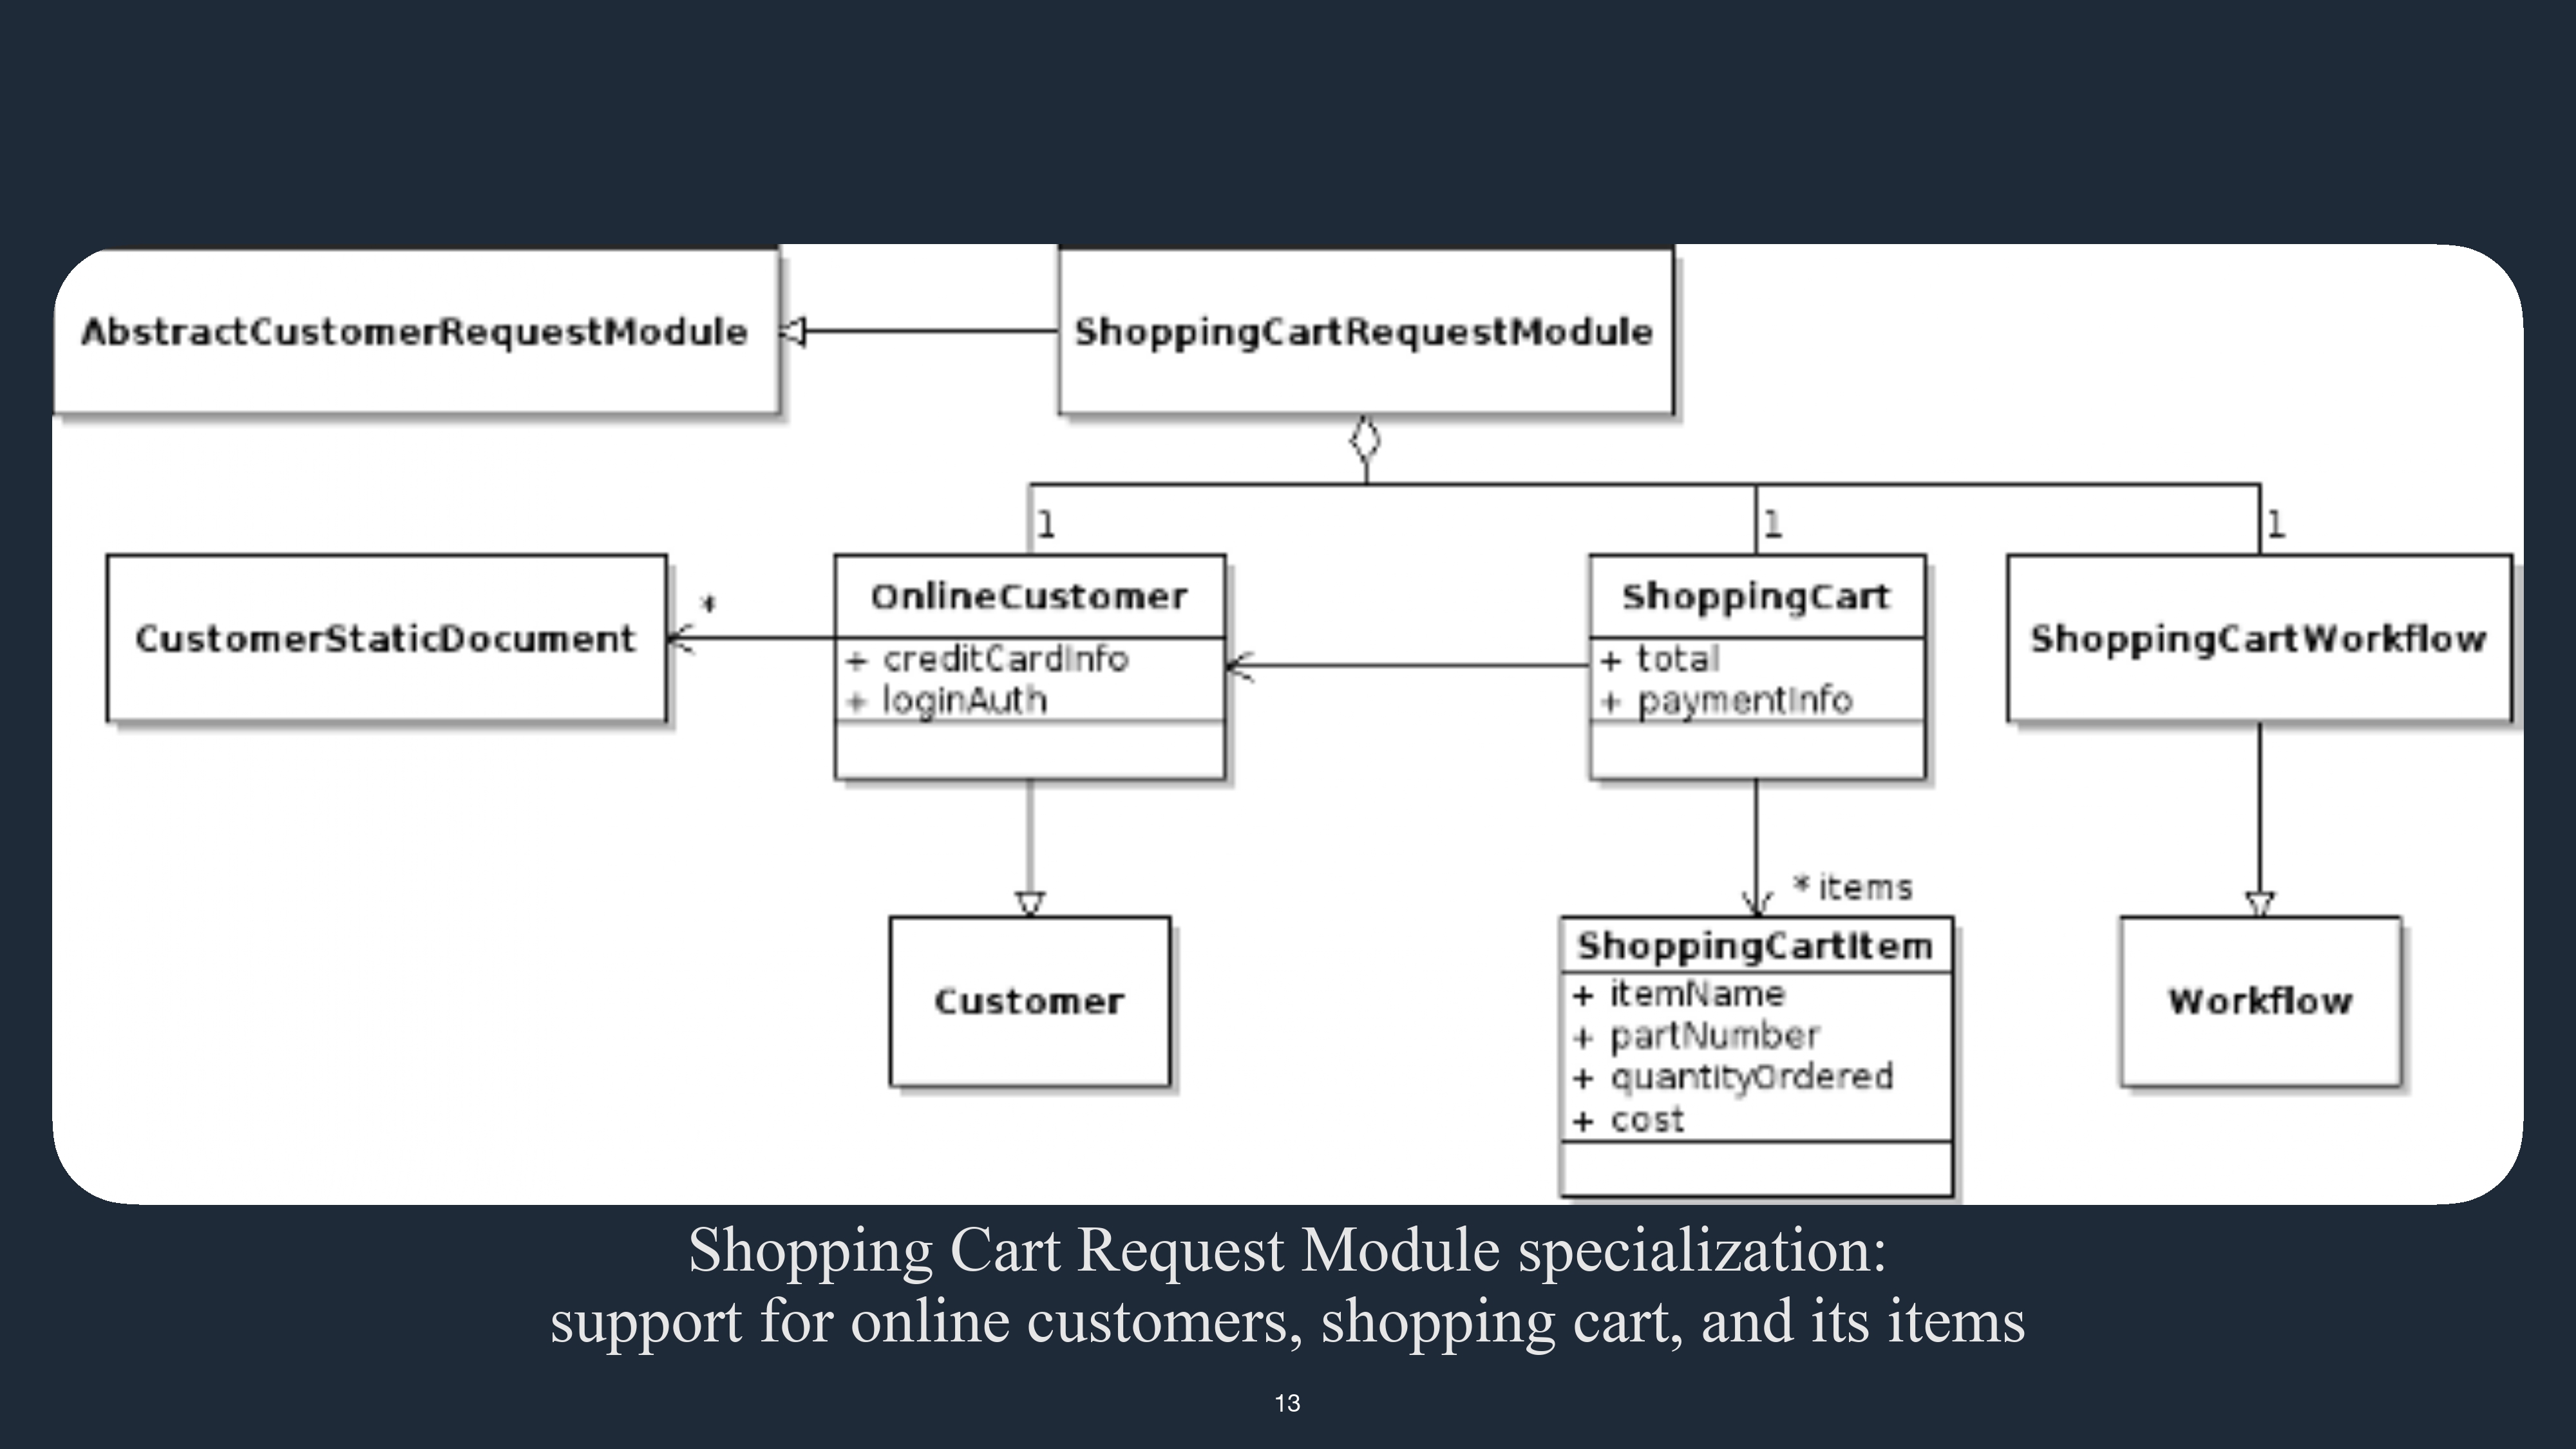 AbstractCustomerRequestModule
ShoppingCartRequestModule
1
1
1
CustomerStaticDocument
*
OnlineCustomer
+ creditCardInfo
+ loginAuth
ShoppingCart
+ total
+ paymentInfo
ShoppingCartWorkflow
Customer
* items
ShoppingCartItem
+ itemName
+ partNumber
+ quantityOrdered
+ cost
Workflow
Shopping Cart Request Module specialization:
support for online customers, shopping cart, and its items
13